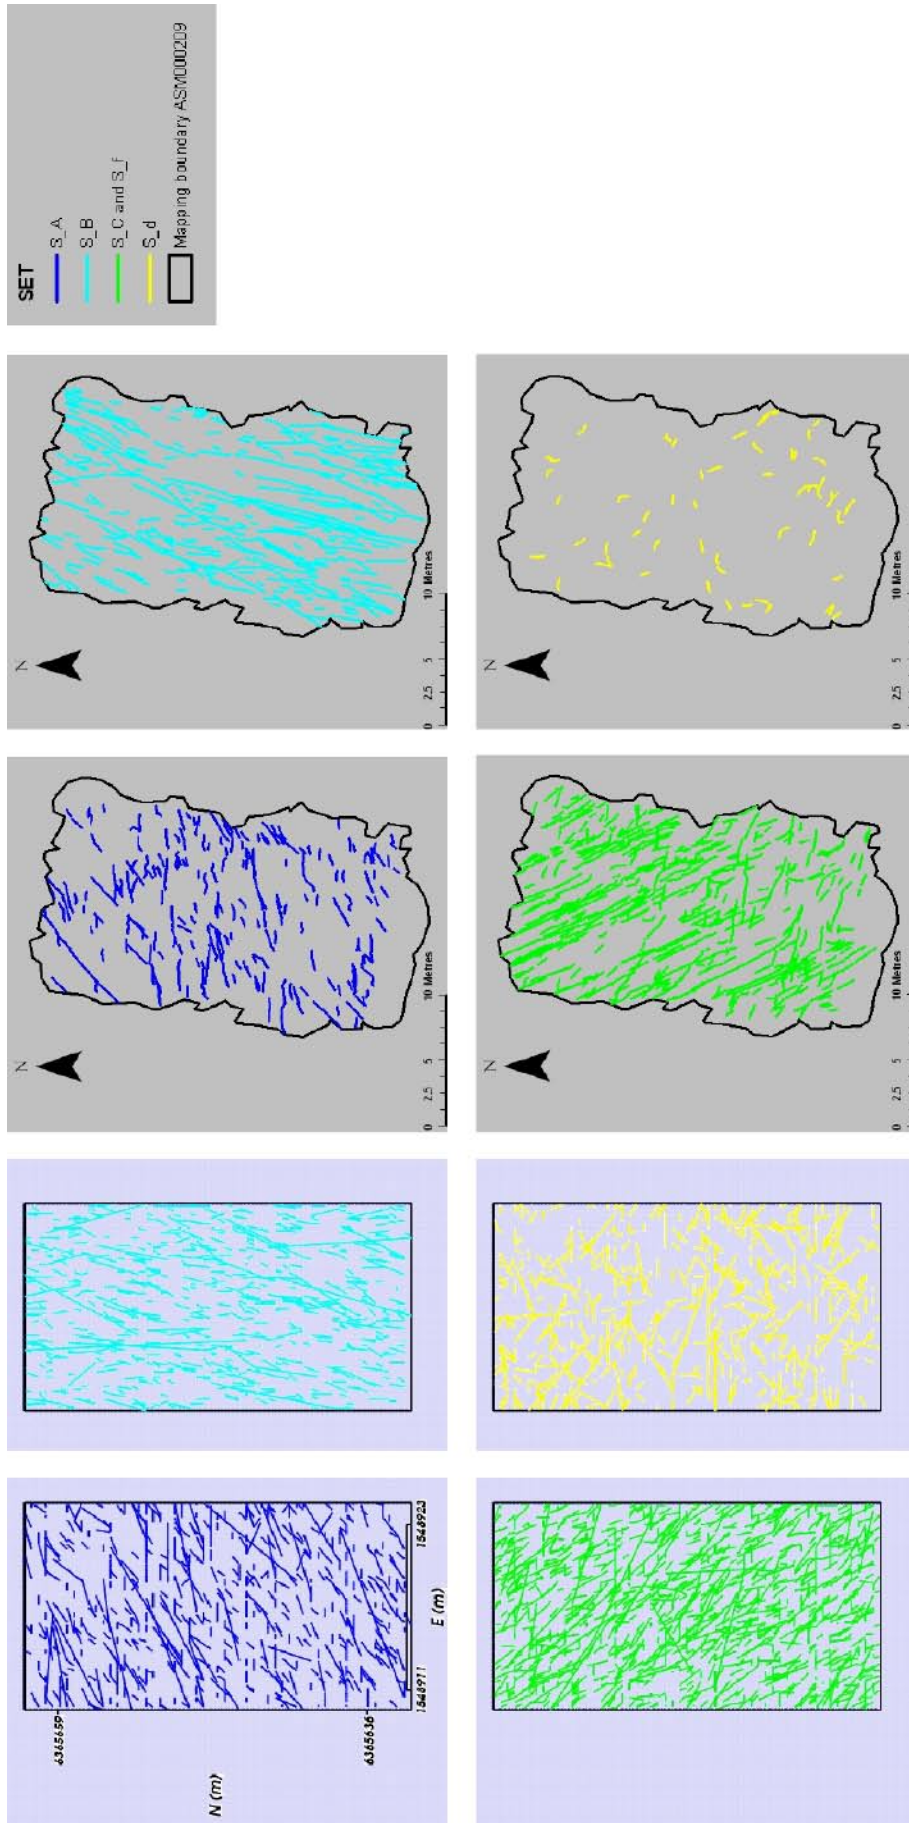 SET
S_A
S_B
S_C and S_f
S_d
Mapping boundary ASM000209
N
0 2.5 5 10 Metres
N
0 2.5 5 10 Metres
N
0 2.5 5 10 Metres
N
0 2.5 5 10 Metres
6365659
N (m)
6365636
1548911
1548923
E (m)